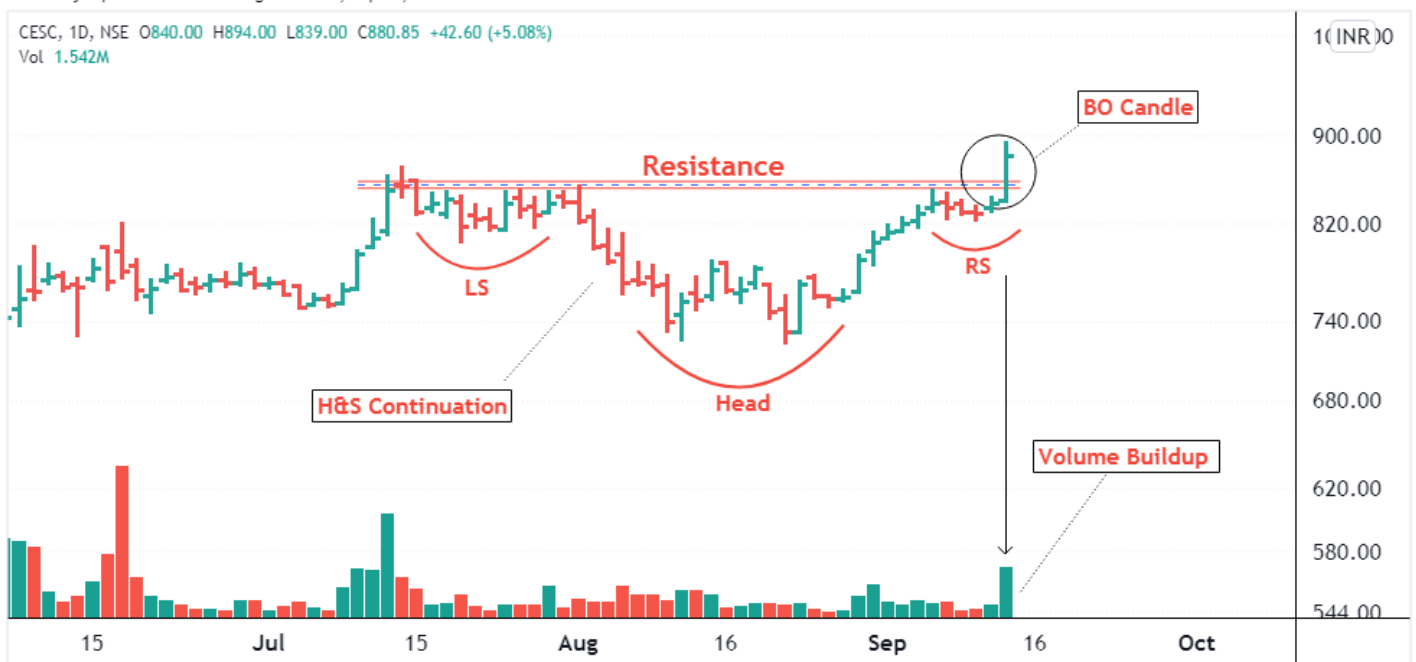 CESC, 1D, NSE O840.00 H894.00 L839.00 C880.85 +42.60 (+5.08%)
Vol 1.542M
INR
BO Candle
900.00
Resistance
820.00
RS
LS
740.00
H&S Continuation
Head
680.00
Volume Buildup
620.00
580.00
544.00
15 Jul 15 Aug 16 Sep 16 Oct